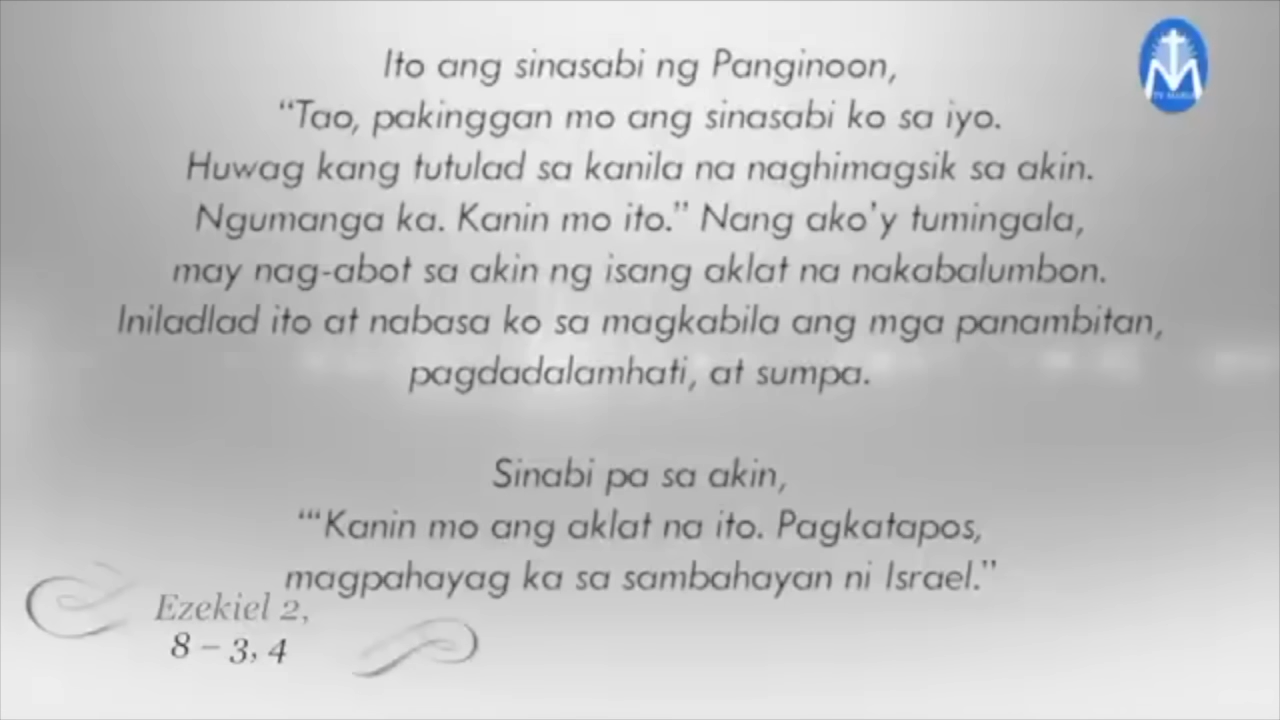 Ito ang sinasabi ng Panginoon,
“Tao, pakinggan mo ang sinasabi ko sa iyo.
Huwag kang tutulad sa kanila na naghimagsik sa akin.
Ngumanga ka. Kanin mo ito.” Nang ako’y tumingala,
may nag-abot sa akin ng isang aklat na nakabalumbon.
Iniladlad ito at nabasa ko sa magkabila ang mga panambitan,
pagdadalamhati, at sumpa.
Sinabi pa sa akin,
“‘Kanin mo ang aklat na ito. Pagkatapos,
magpahayag ka sa sambahayan ni Israel.”
Ezekiel 2,
8 – 3, 4
TV MARIA